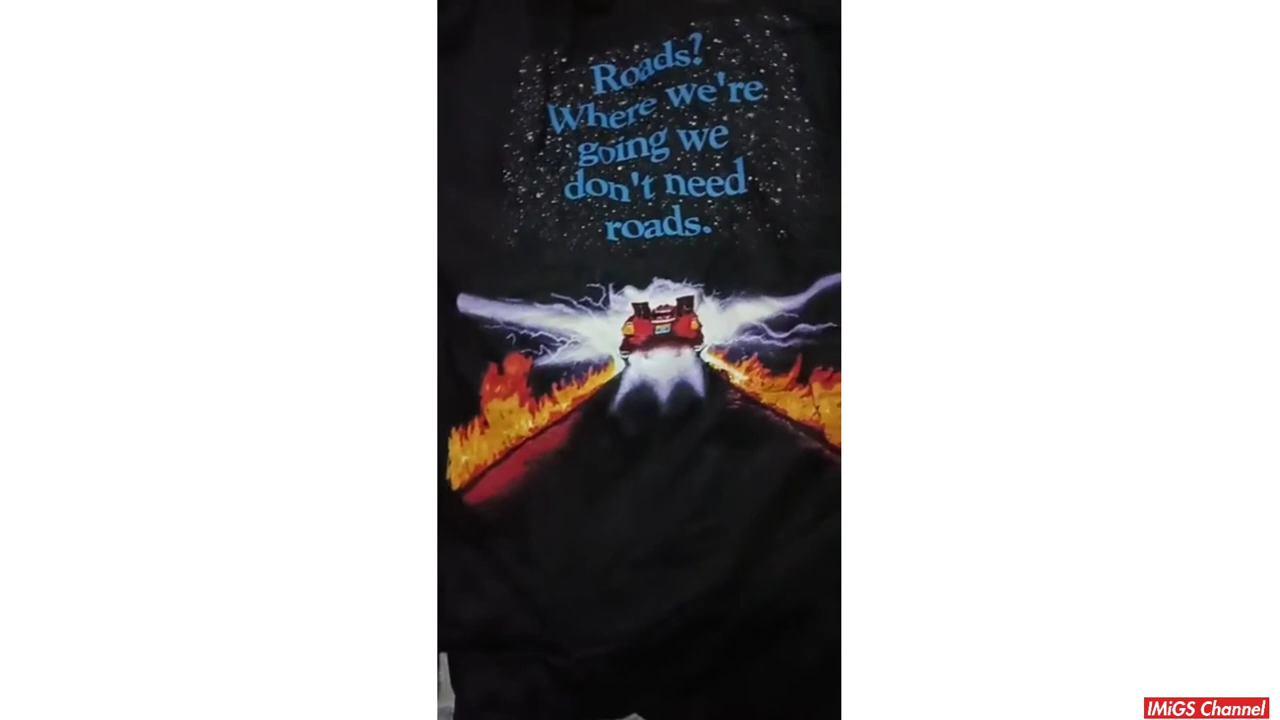 Roads?
Where we're
going we
don't need
roads.
IMiGS Channel